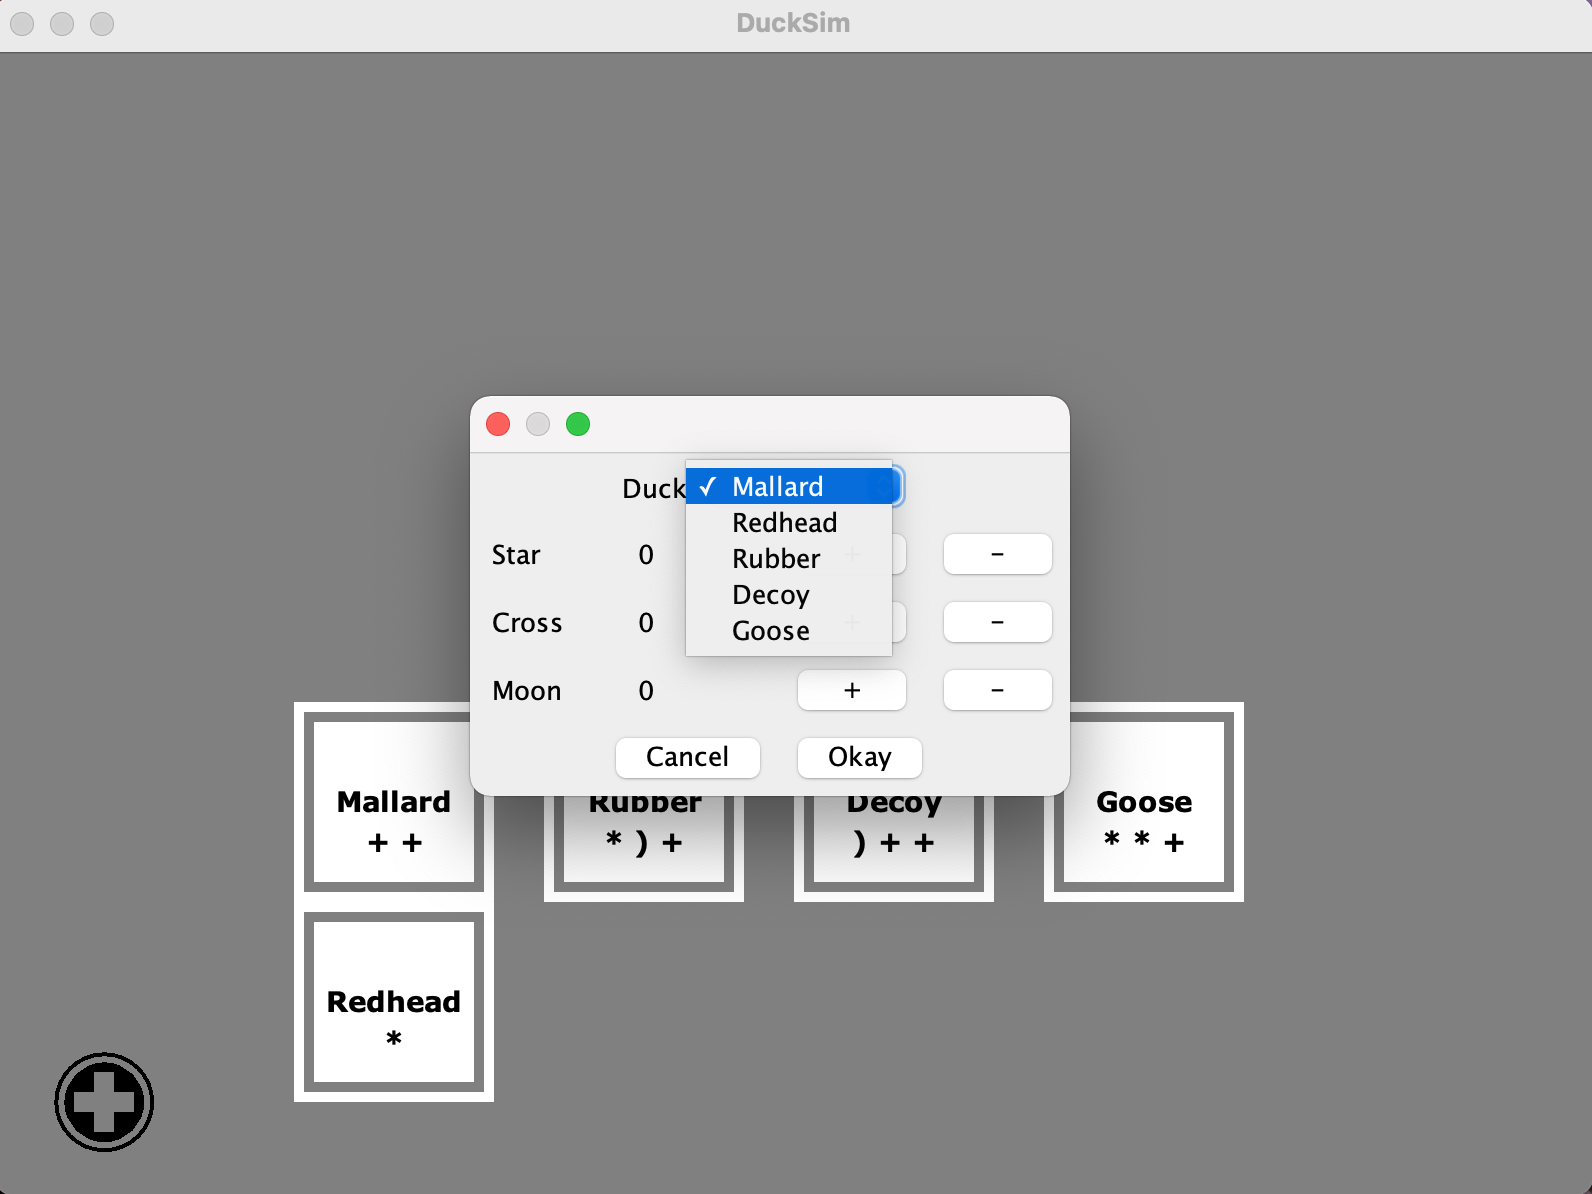 DuckSim
Duck ✓ Mallard
Redhead
Rubber
Decoy
Goose
Star 0 + -
Cross 0 + -
Moon 0 + -
Cancel Okay
Mallard
+ +
Rubber
* ) +
Decoy
) + +
Goose
* * +
Redhead
*